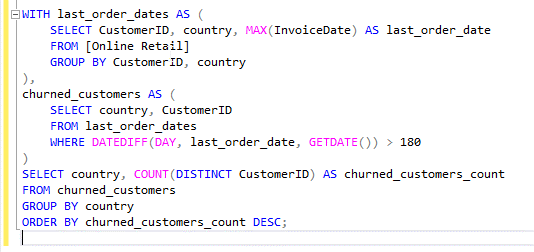 WITH last_order_dates AS (
    SELECT CustomerID, country, MAX(InvoiceDate) AS last_order_date
    FROM [Online Retail]
    GROUP BY CustomerID, country
),
churned_customers AS (
    SELECT country, CustomerID
    FROM last_order_dates
    WHERE DATEDIFF(DAY, last_order_date, GETDATE()) > 180
)
SELECT country, COUNT(DISTINCT CustomerID) AS churned_customers_count
FROM churned_customers
GROUP BY country
ORDER BY churned_customers_count DESC;